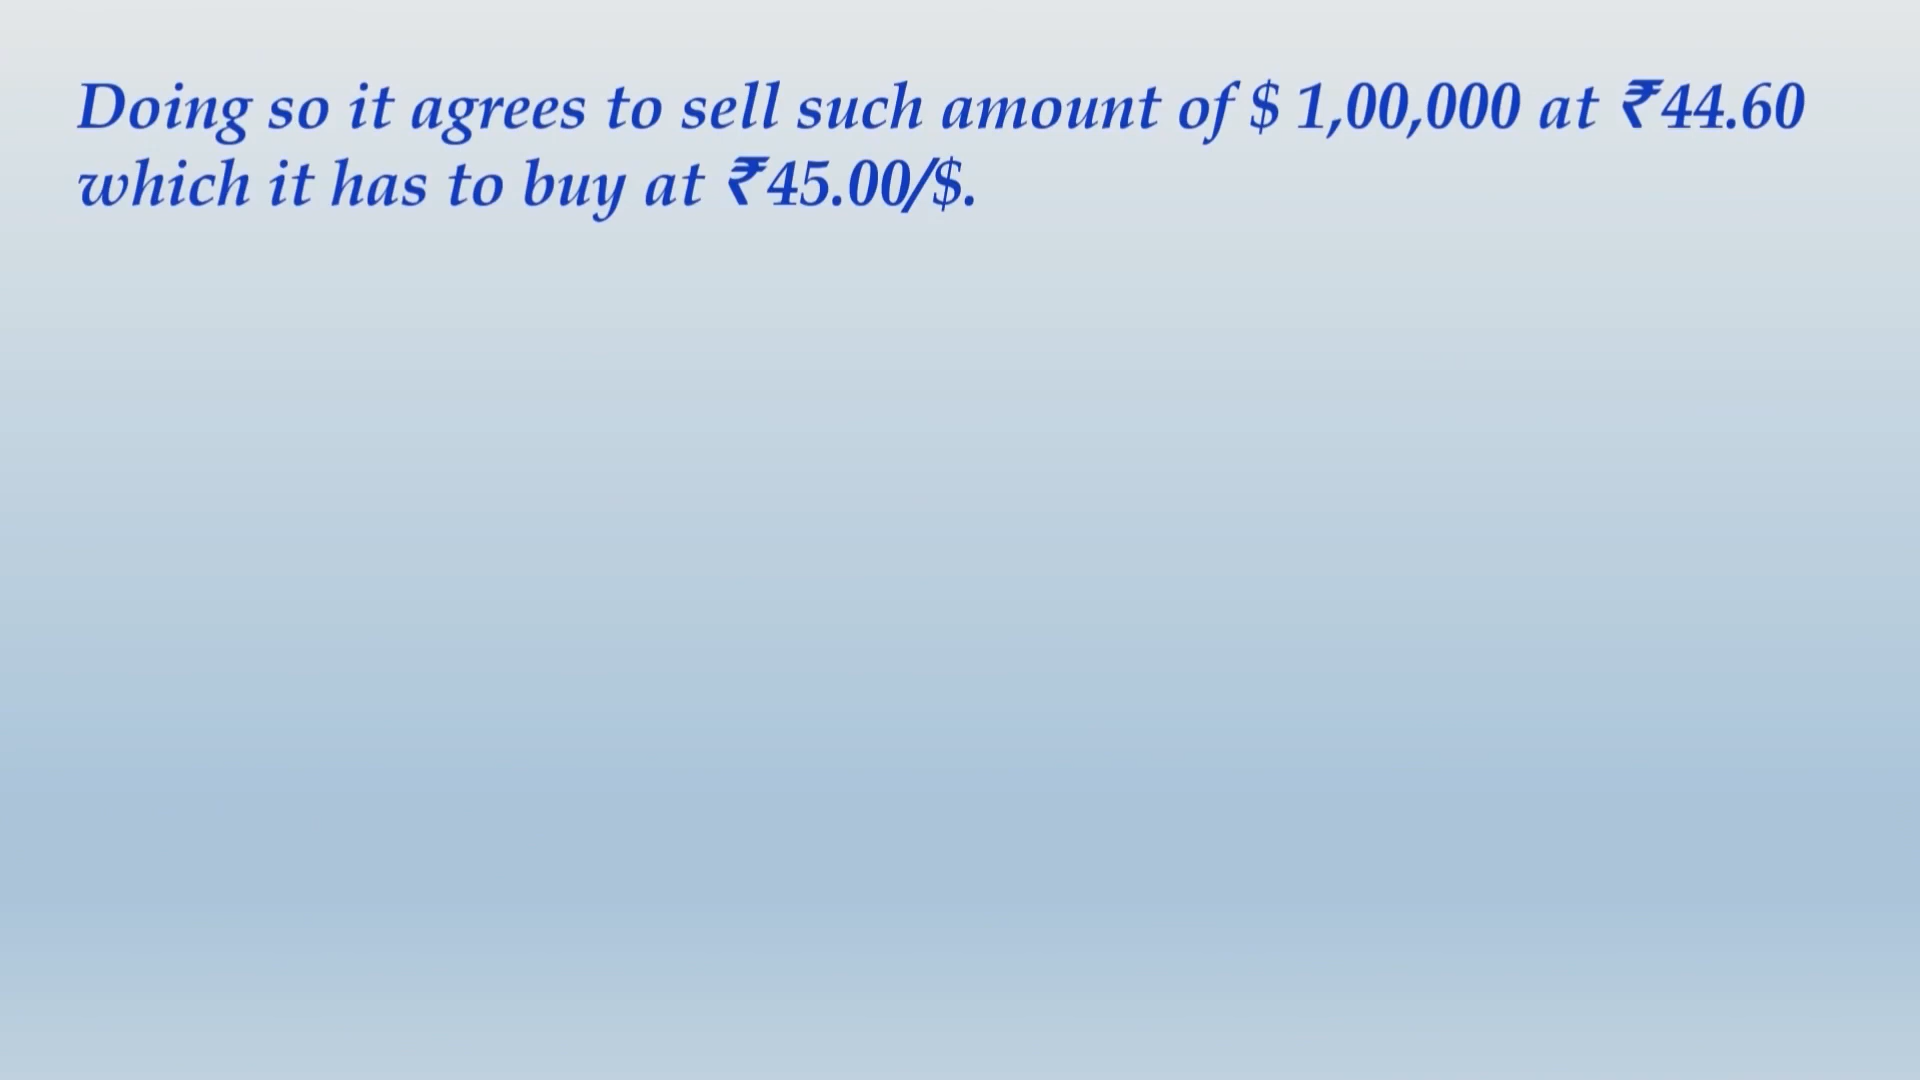 Doing so it agrees to sell such amount of $ 1,00,000 at ₹44.60
which it has to buy at ₹45.00/$.